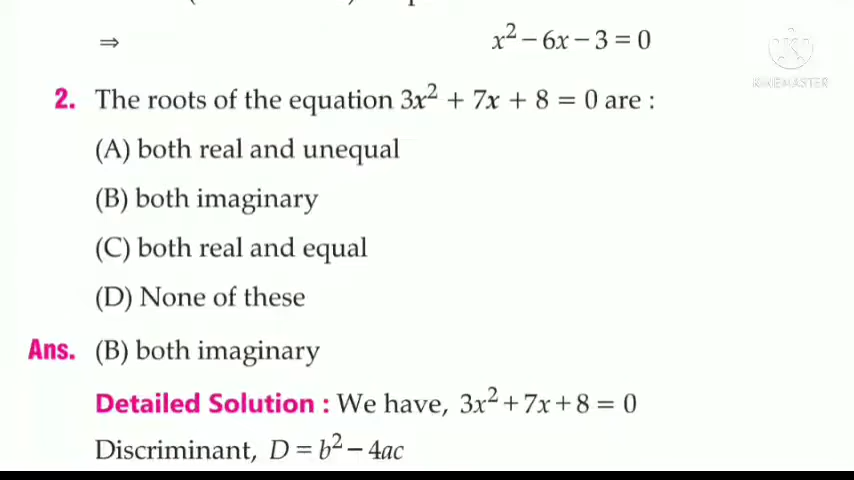 ⇒ x² – 6x – 3 = 0
KINEMASTER
2. The roots of the equation 3x² + 7x + 8 = 0 are :
(A) both real and unequal
(B) both imaginary
(C) both real and equal
(D) None of these
Ans. (B) both imaginary
Detailed Solution : We have, 3x² + 7x + 8 = 0
Discriminant, D = b² – 4ac